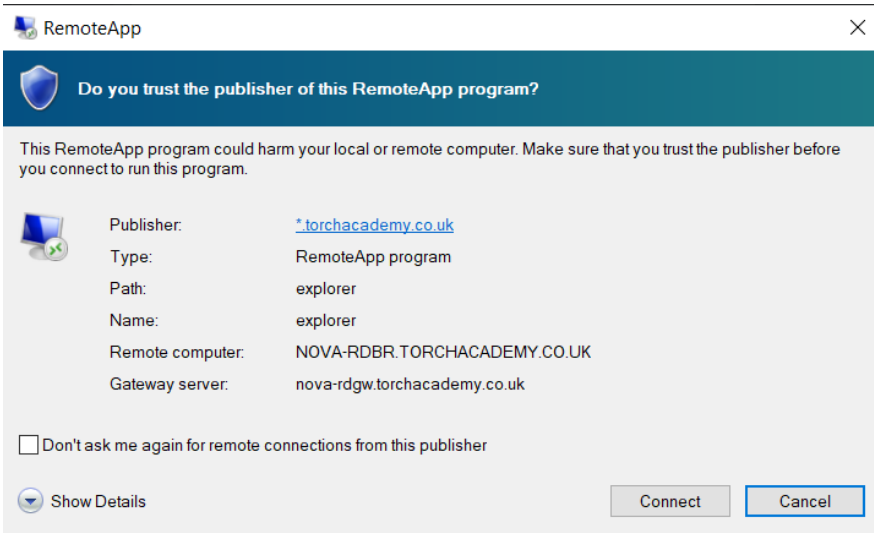 RemoteApp
Do you trust the publisher of this RemoteApp program?
This RemoteApp program could harm your local or remote computer. Make sure that you trust the publisher before
you connect to run this program.
Publisher: *.torchacademy.co.uk
Type: RemoteApp program
Path: explorer
Name: explorer
Remote computer: NOVA-RDBR.TORCHACADEMY.CO.UK
Gateway server: nova-rdgw.torchacademy.co.uk
Don't ask me again for remote connections from this publisher
Show Details Connect Cancel